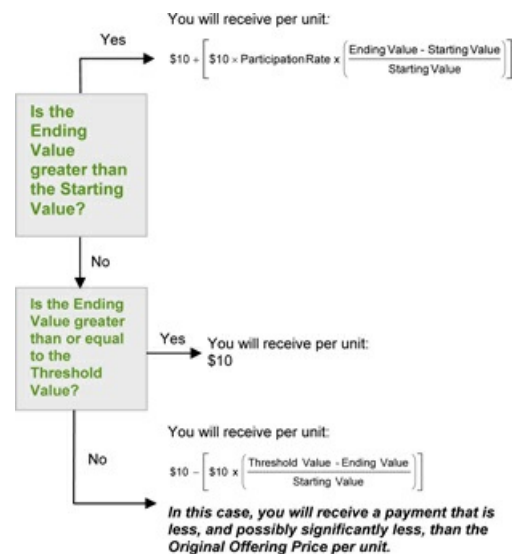 You will receive per unit:
Yes
$10 + [$10 × Participation Rate x (Ending Value - Starting Value / Starting Value)]
Is the
Ending
Value
greater than
the Starting
Value?
No
Is the Ending
Value greater
than or equal
to the
Threshold
Value?
Yes
You will receive per unit:
$10
You will receive per unit:
No
$10 – [$10 x (Threshold Value - Ending Value / Starting Value)]
In this case, you will receive a payment that is
less, and possibly significantly less, than the
Original Offering Price per unit.